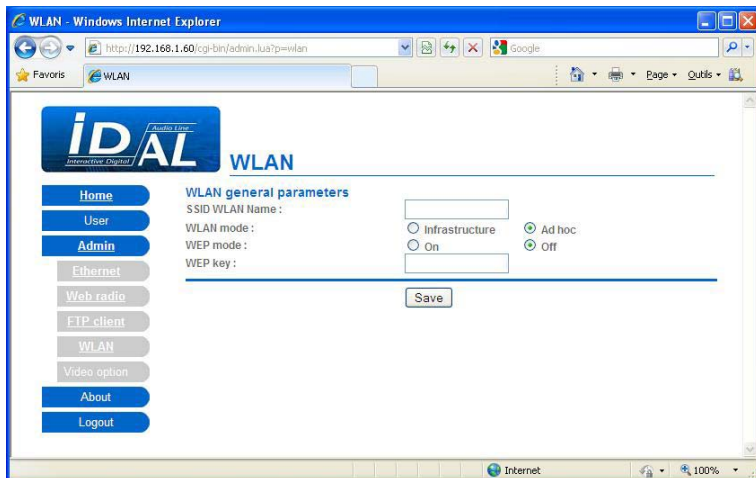 WLAN - Windows Internet Explorer
http://192.168.1.60/cgi-bin/admin.lua?p=wlan
Google
Favoris
WLAN
Page
Outils
iDAL
Audio Line
Interactive Digital
WLAN
Home
User
Admin
Ethernet
Web radio
FTP client
WLAN
Video option
About
Logout
WLAN general parameters
SSID WLAN Name :
WLAN mode : Infrastructure Ad hoc
WEP mode : On Off
WEP key :
Save
Internet
100%